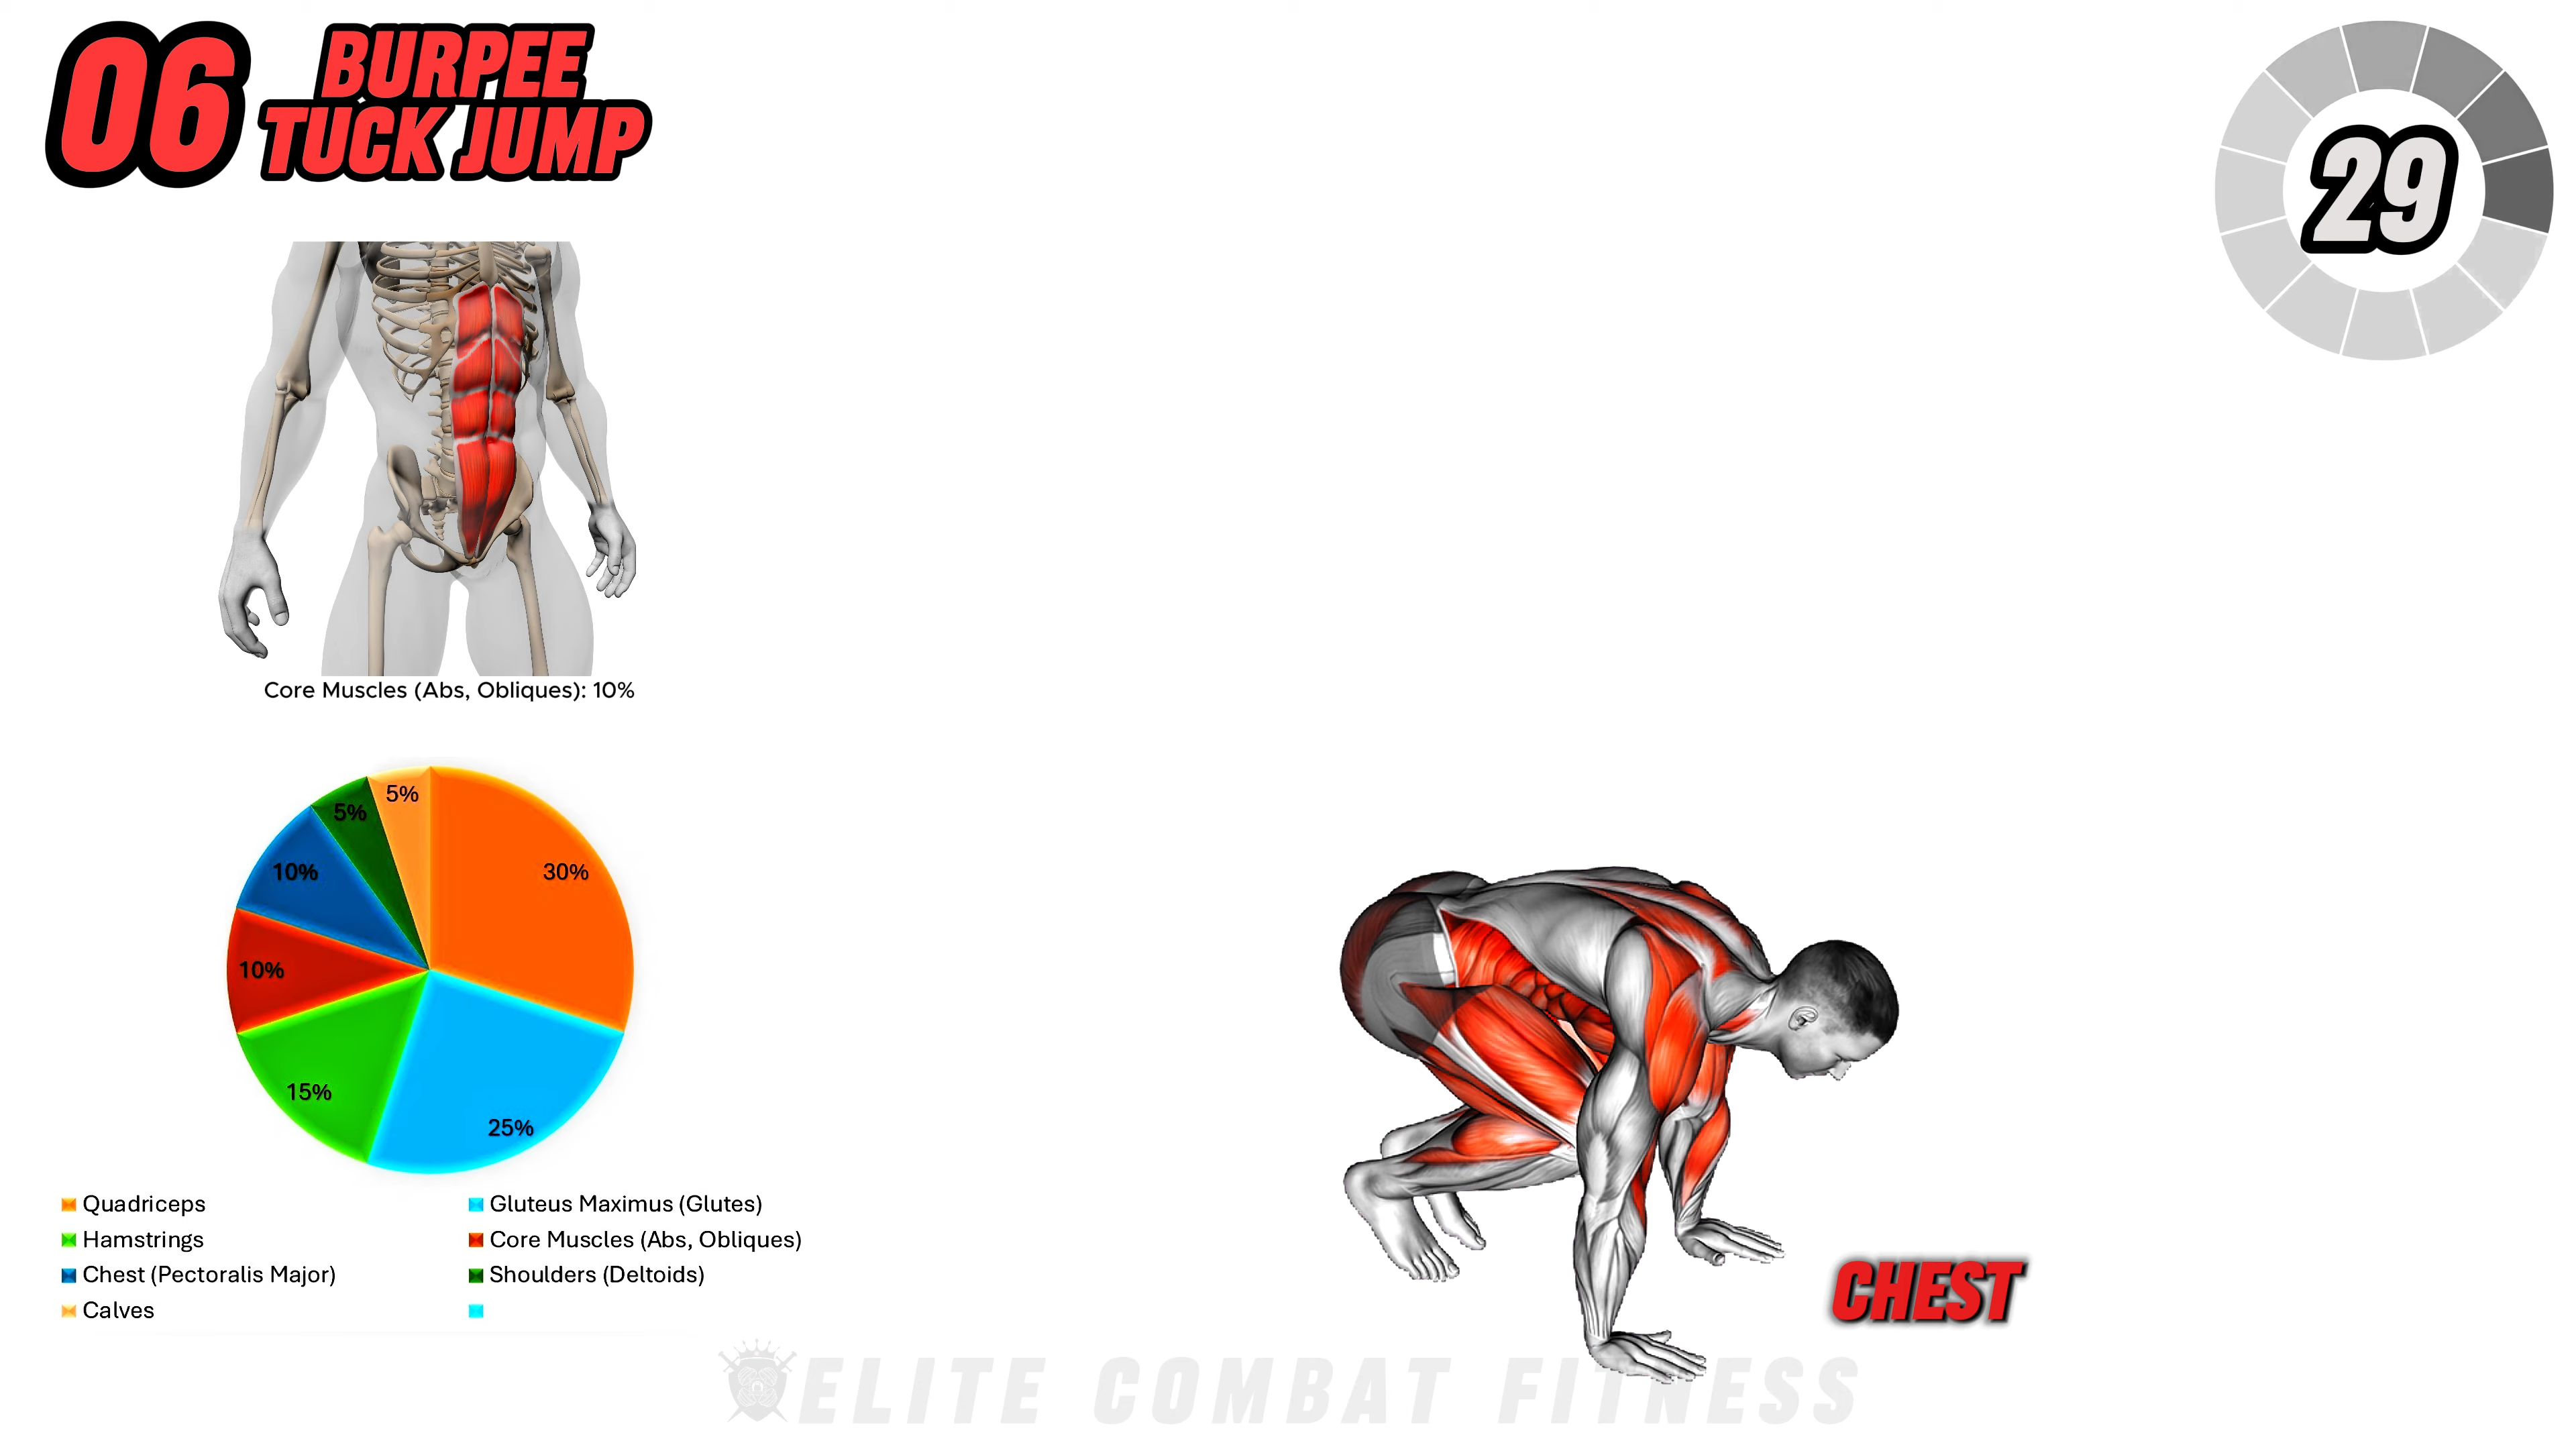 06
BURPEE
TUCK JUMP
29
Core Muscles (Abs, Obliques): 10%
5%
5%
30%
10%
10%
15%
25%
Quadriceps
Gluteus Maximus (Glutes)
Hamstrings
Core Muscles (Abs, Obliques)
Chest (Pectoralis Major)
Shoulders (Deltoids)
Calves
CHEST
ELITE COMBAT FITNESS